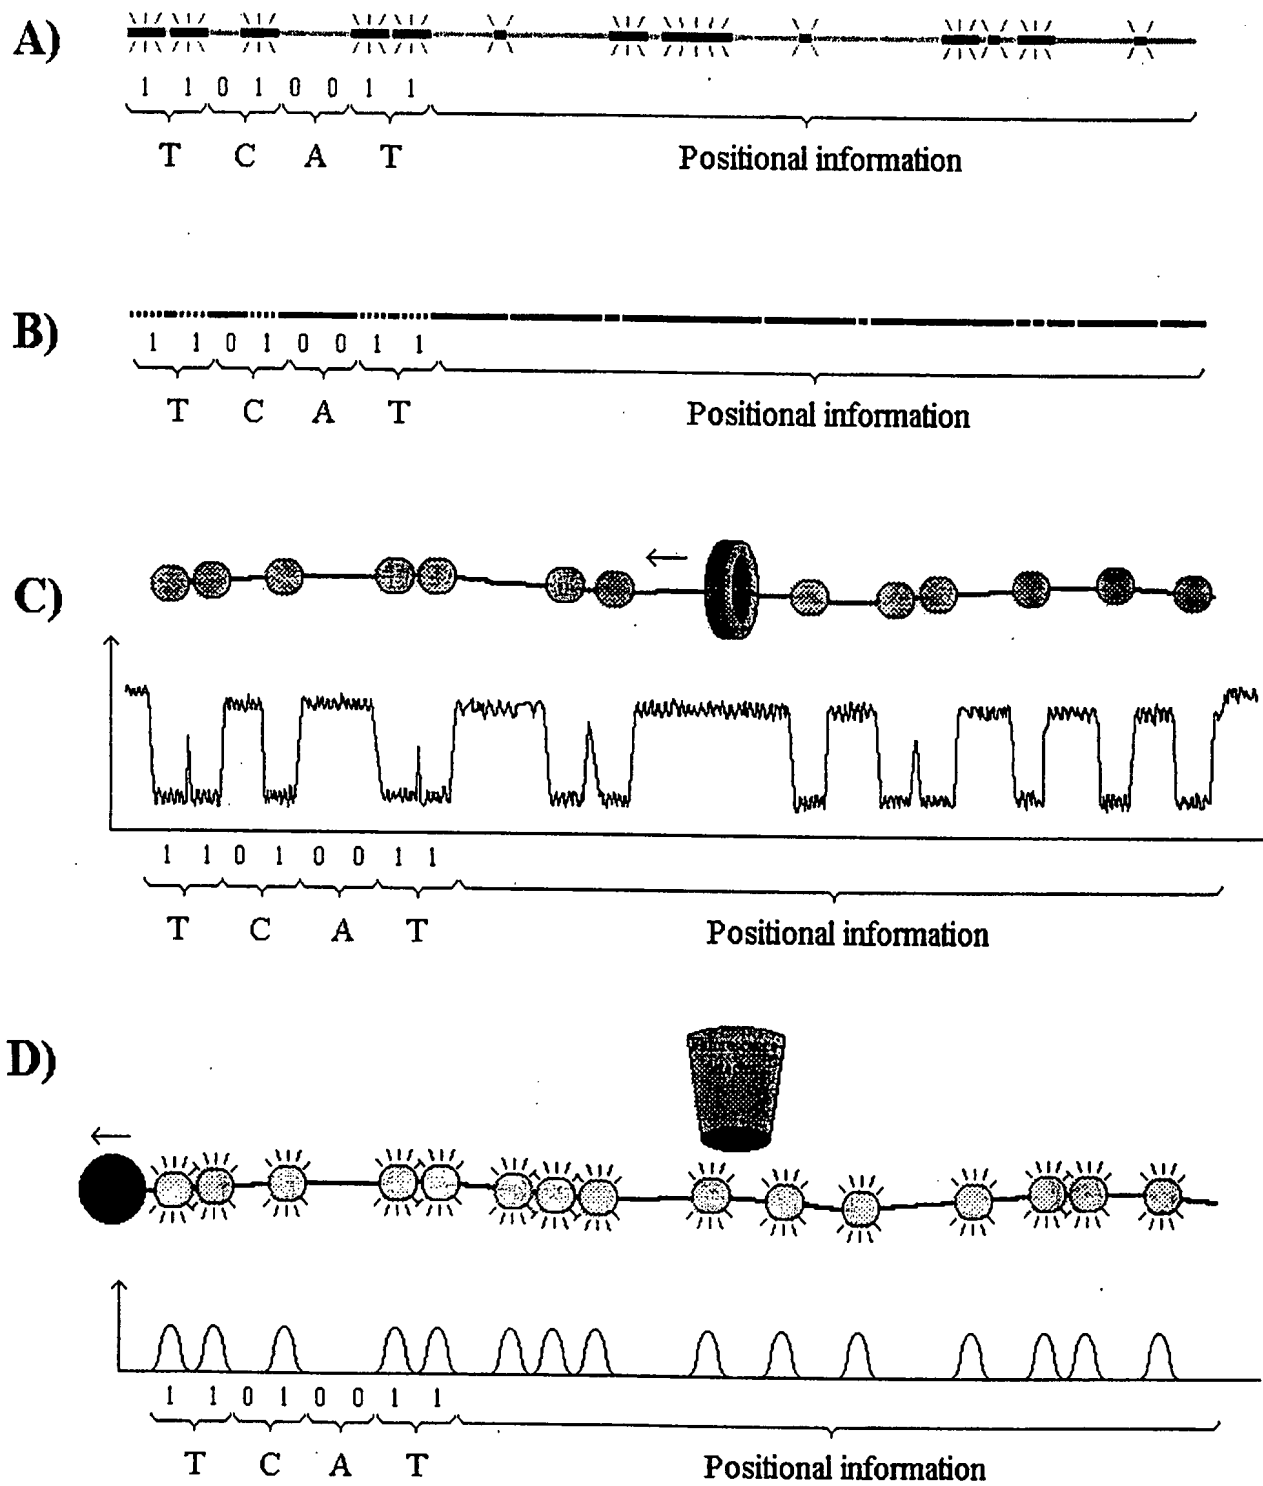 A)
1 1 0 1 0 0 1 1
T C A T Positional information
B)
1 1 0 1 0 0 1 1
T C A T Positional information
C)
1 1 0 1 0 0 1 1
T C A T Positional information
D)
1 1 0 1 0 0 1 1
T C A T Positional information